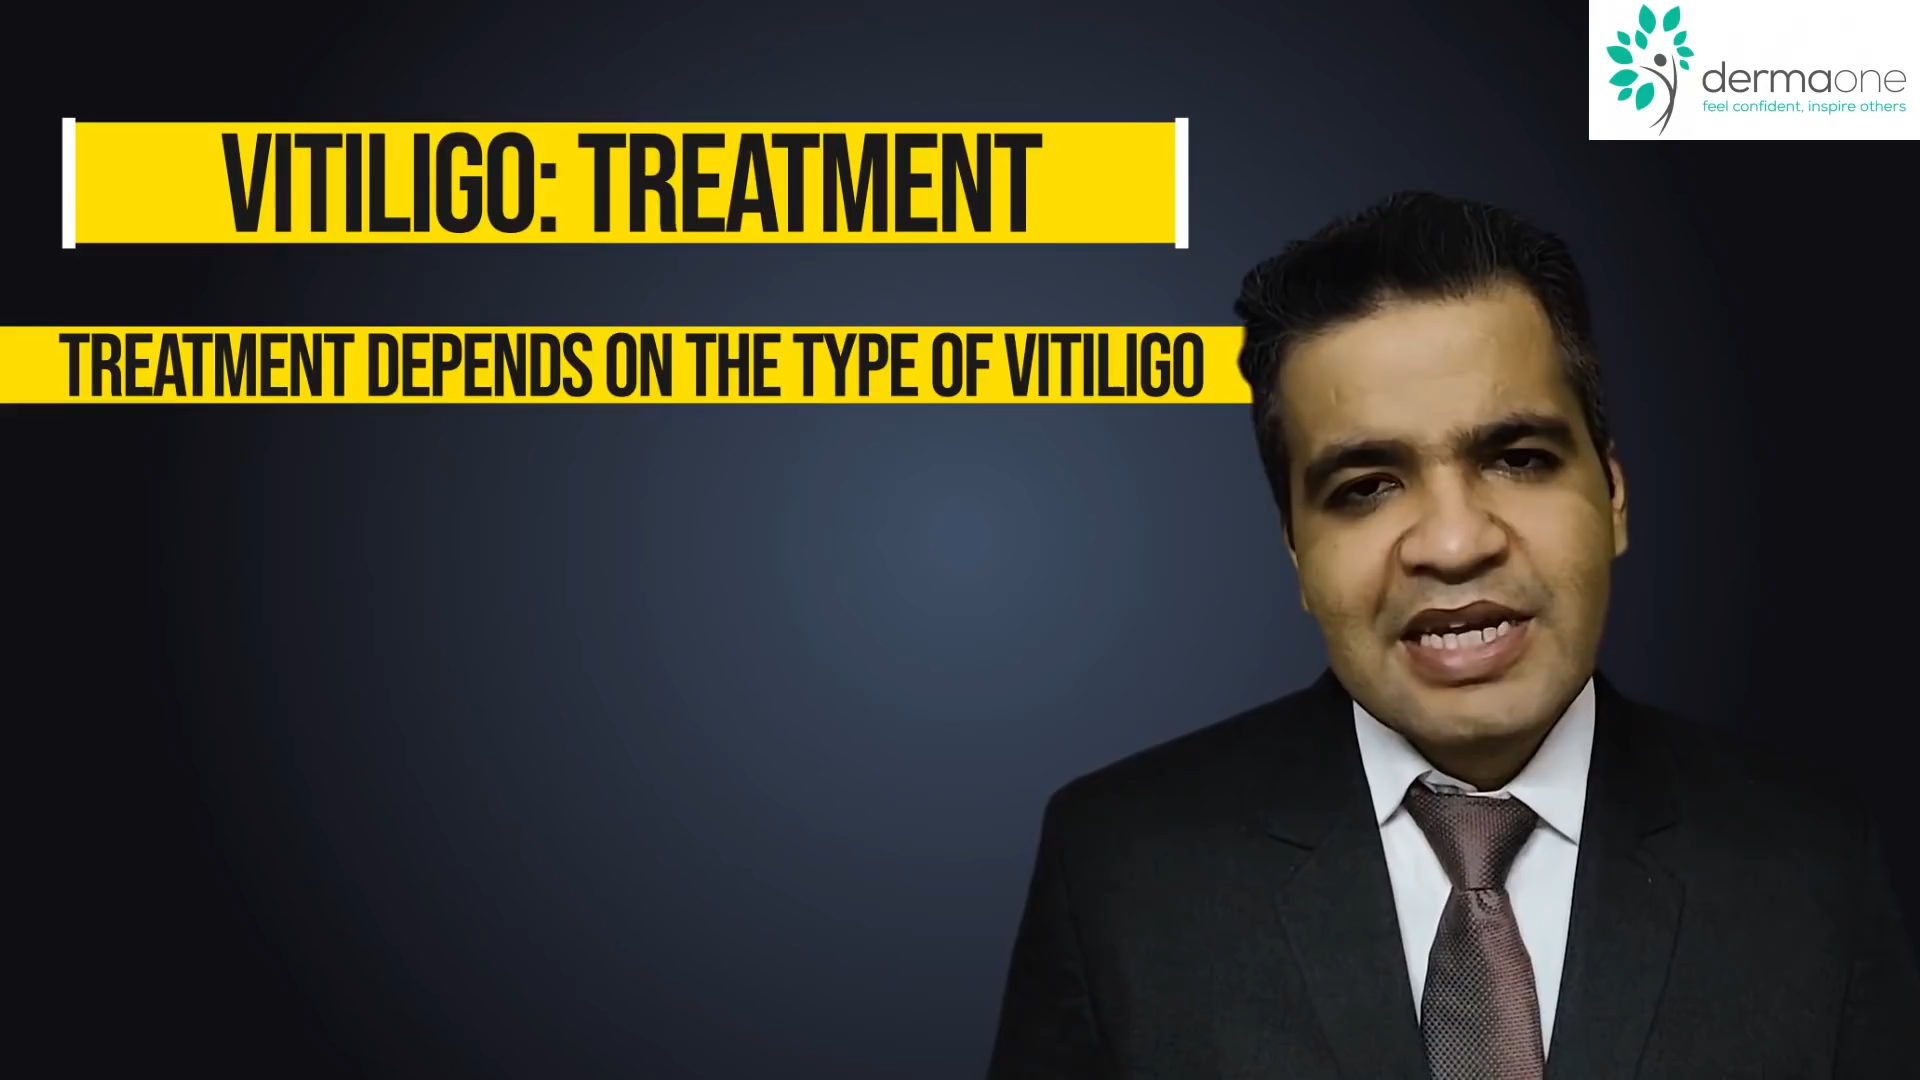 dermaone
feel confident, inspire others
VITILIGO: TREATMENT
TREATMENT DEPENDS ON THE TYPE OF VITILIGO